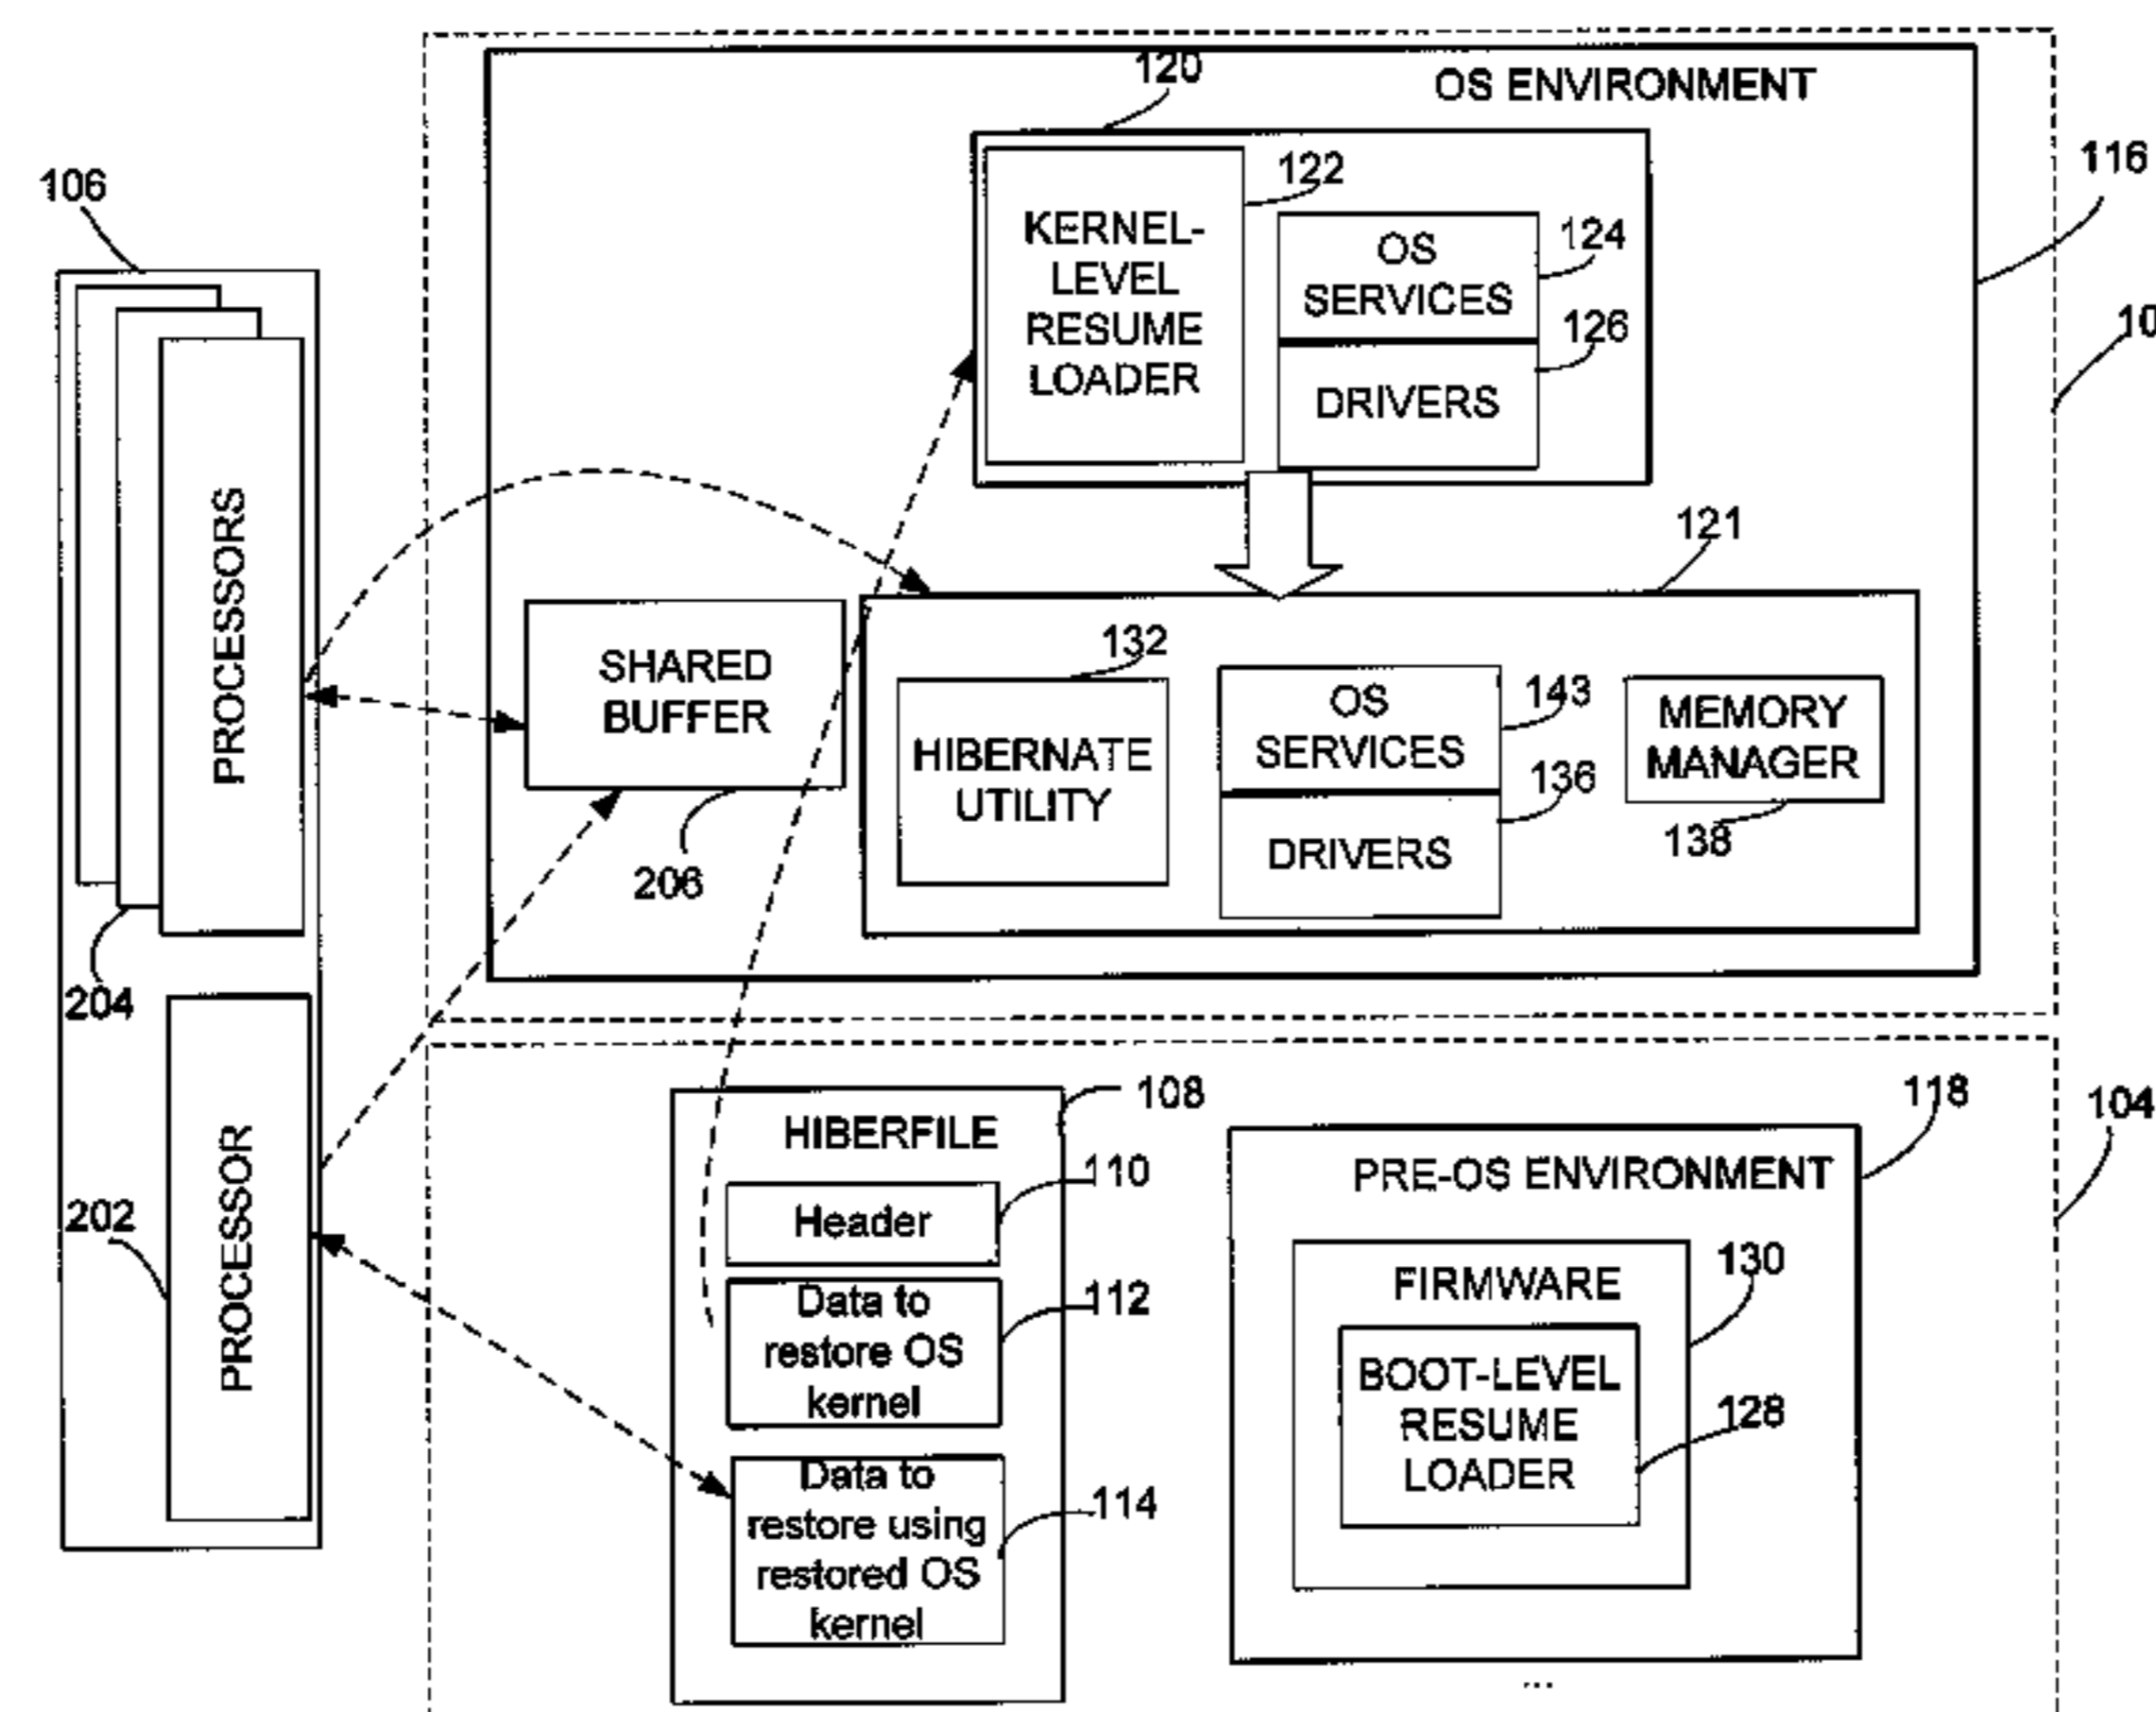 120
OS ENVIRONMENT
116
106
122
KERNEL-
LEVEL
RESUME
LOADER
124
OS
SERVICES
126
DRIVERS
10
PROCESSORS
121
SHARED
BUFFER
132
HIBERNATE
UTILITY
143
OS
SERVICES
136
DRIVERS
MEMORY
MANAGER
138
206
204
202
PROCESSOR
108
HIBERFILE
110
Header
112
Data to
restore OS
kernel
114
Data to
restore using
restored OS
kernel
118
104
PRE-OS ENVIRONMENT
130
FIRMWARE
BOOT-LEVEL
RESUME
LOADER
128
...